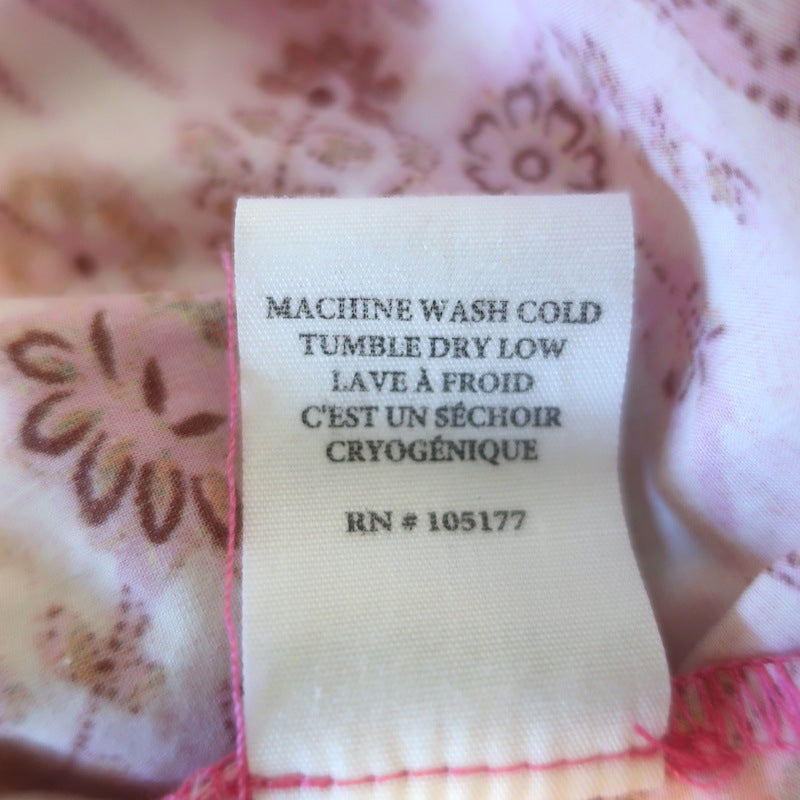 MACHINE WASH COLD
TUMBLE DRY LOW
LAVE À FROID
C'EST UN SÉCHOIR
CRYOGÉNIQUE
RN # 105177